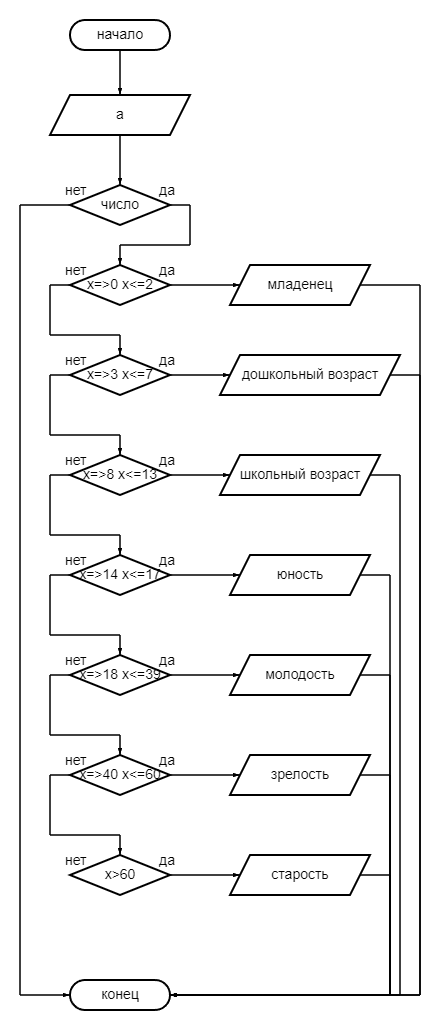 начало
а
нет да
число
нет да
x=>0 x<=2 младенец
нет да
x=>3 x<=7 дошкольный возраст
нет да
x=>8 x<=13 школьный возраст
нет да
x=>14 x<=17 юность
нет да
x=>18 x<=39 молодость
нет да
x=>40 x<=60 зрелость
нет да
x>60 старость
конец